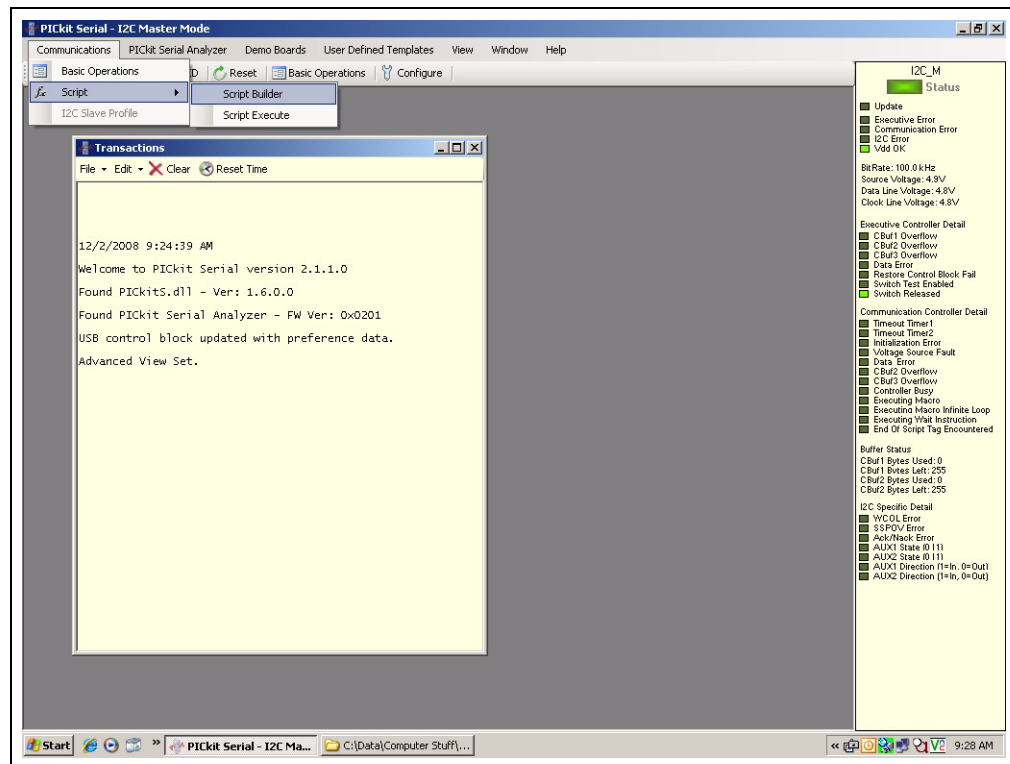 PICkit Serial - I2C Master Mode
Communications PICkit Serial Analyzer Demo Boards User Defined Templates View Window Help
Basic Operations D Reset Basic Operations Configure
Script Script Builder
I2C Slave Profile Script Execute
Transactions
File Edit Clear Reset Time
12/2/2008 9:24:39 AM
Welcome to PICkit Serial version 2.1.1.0
Found PICkitS.dll - Ver: 1.6.0.0
Found PICkit Serial Analyzer - FW Ver: 0x0201
USB control block updated with preference data.
Advanced View Set.
I2C_M
Status
Update
Executive Error
Communication Error
I2C Error
Vdd OK
BitRate: 100.0 kHz
Source Voltage: 4.9V
Data Line Voltage: 4.8V
Clock Line Voltage: 4.8V
Executive Controller Detail
CBuf1 Overflow
CBuf2 Overflow
CBuf3 Overflow
Data Error
Restore Control Block Fail
Switch Test Enabled
Switch Released
Communication Controller Detail
Timeout Timer1
Timeout Timer2
Initialization Error
Voltage Source Fault
Data Error
CBuf2 Overflow
CBuf3 Overflow
Controller Busy
Executing Macro
Executing Macro Infinite Loop
Executing Wait Instruction
End Of Script Tag Encountered
Buffer Status
CBuf1 Bytes Used: 0
CBuf1 Bytes Left: 255
CBuf2 Bytes Used: 0
CBuf2 Bytes Left: 255
I2C Specific Detail
WCOL Error
SSPOV Error
Ack/Nack Error
AUX1 State (0 | 1)
AUX2 State (0 | 1)
AUX1 Direction (1=In, 0=Out)
AUX2 Direction (1=In, 0=Out)
Start » PICkit Serial - I2C Ma... C:\Data\Computer Stuff\... « 9:28 AM